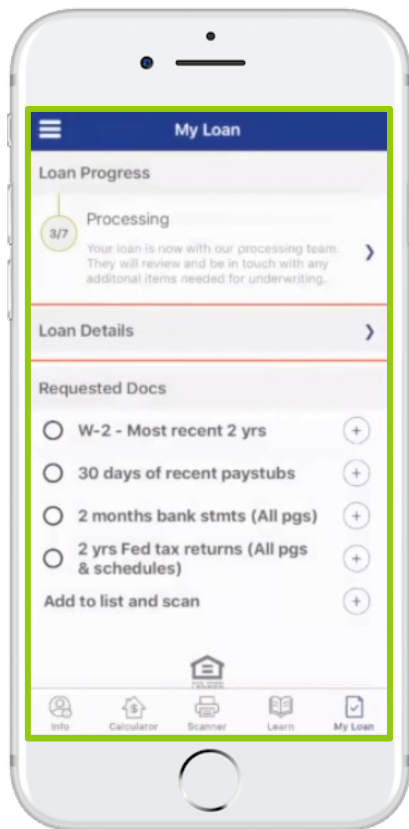 My Loan
Loan Progress
3/7
Processing
Your loan is now with our processing team.
They will review and be in touch with any
additonal items needed for underwriting.
Loan Details
Requested Docs
W-2 - Most recent 2 yrs
30 days of recent paystubs
2 months bank stmts (All pgs)
2 yrs Fed tax returns (All pgs
& schedules)
Add to list and scan
Info
Calculator
Scanner
Learn
My Loan